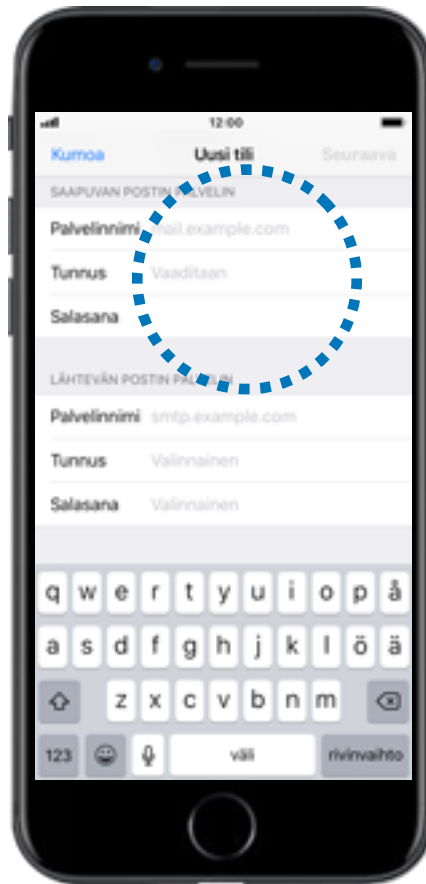 12:00
Kumoa Uusi tili Seuraava
SAAPUVAN POSTIN PALVELIN
Palvelinnimi mail.example.com
Tunnus Vaaditaan
Salasana
LÄHTEVÄN POSTIN PALVELIN
Palvelinnimi smtp.example.com
Tunnus Valinnainen
Salasana Valinnainen
q w e r t y u i o p å
a s d f g h j k l ö ä
z x c v b n m
123 väli rivinvaihto